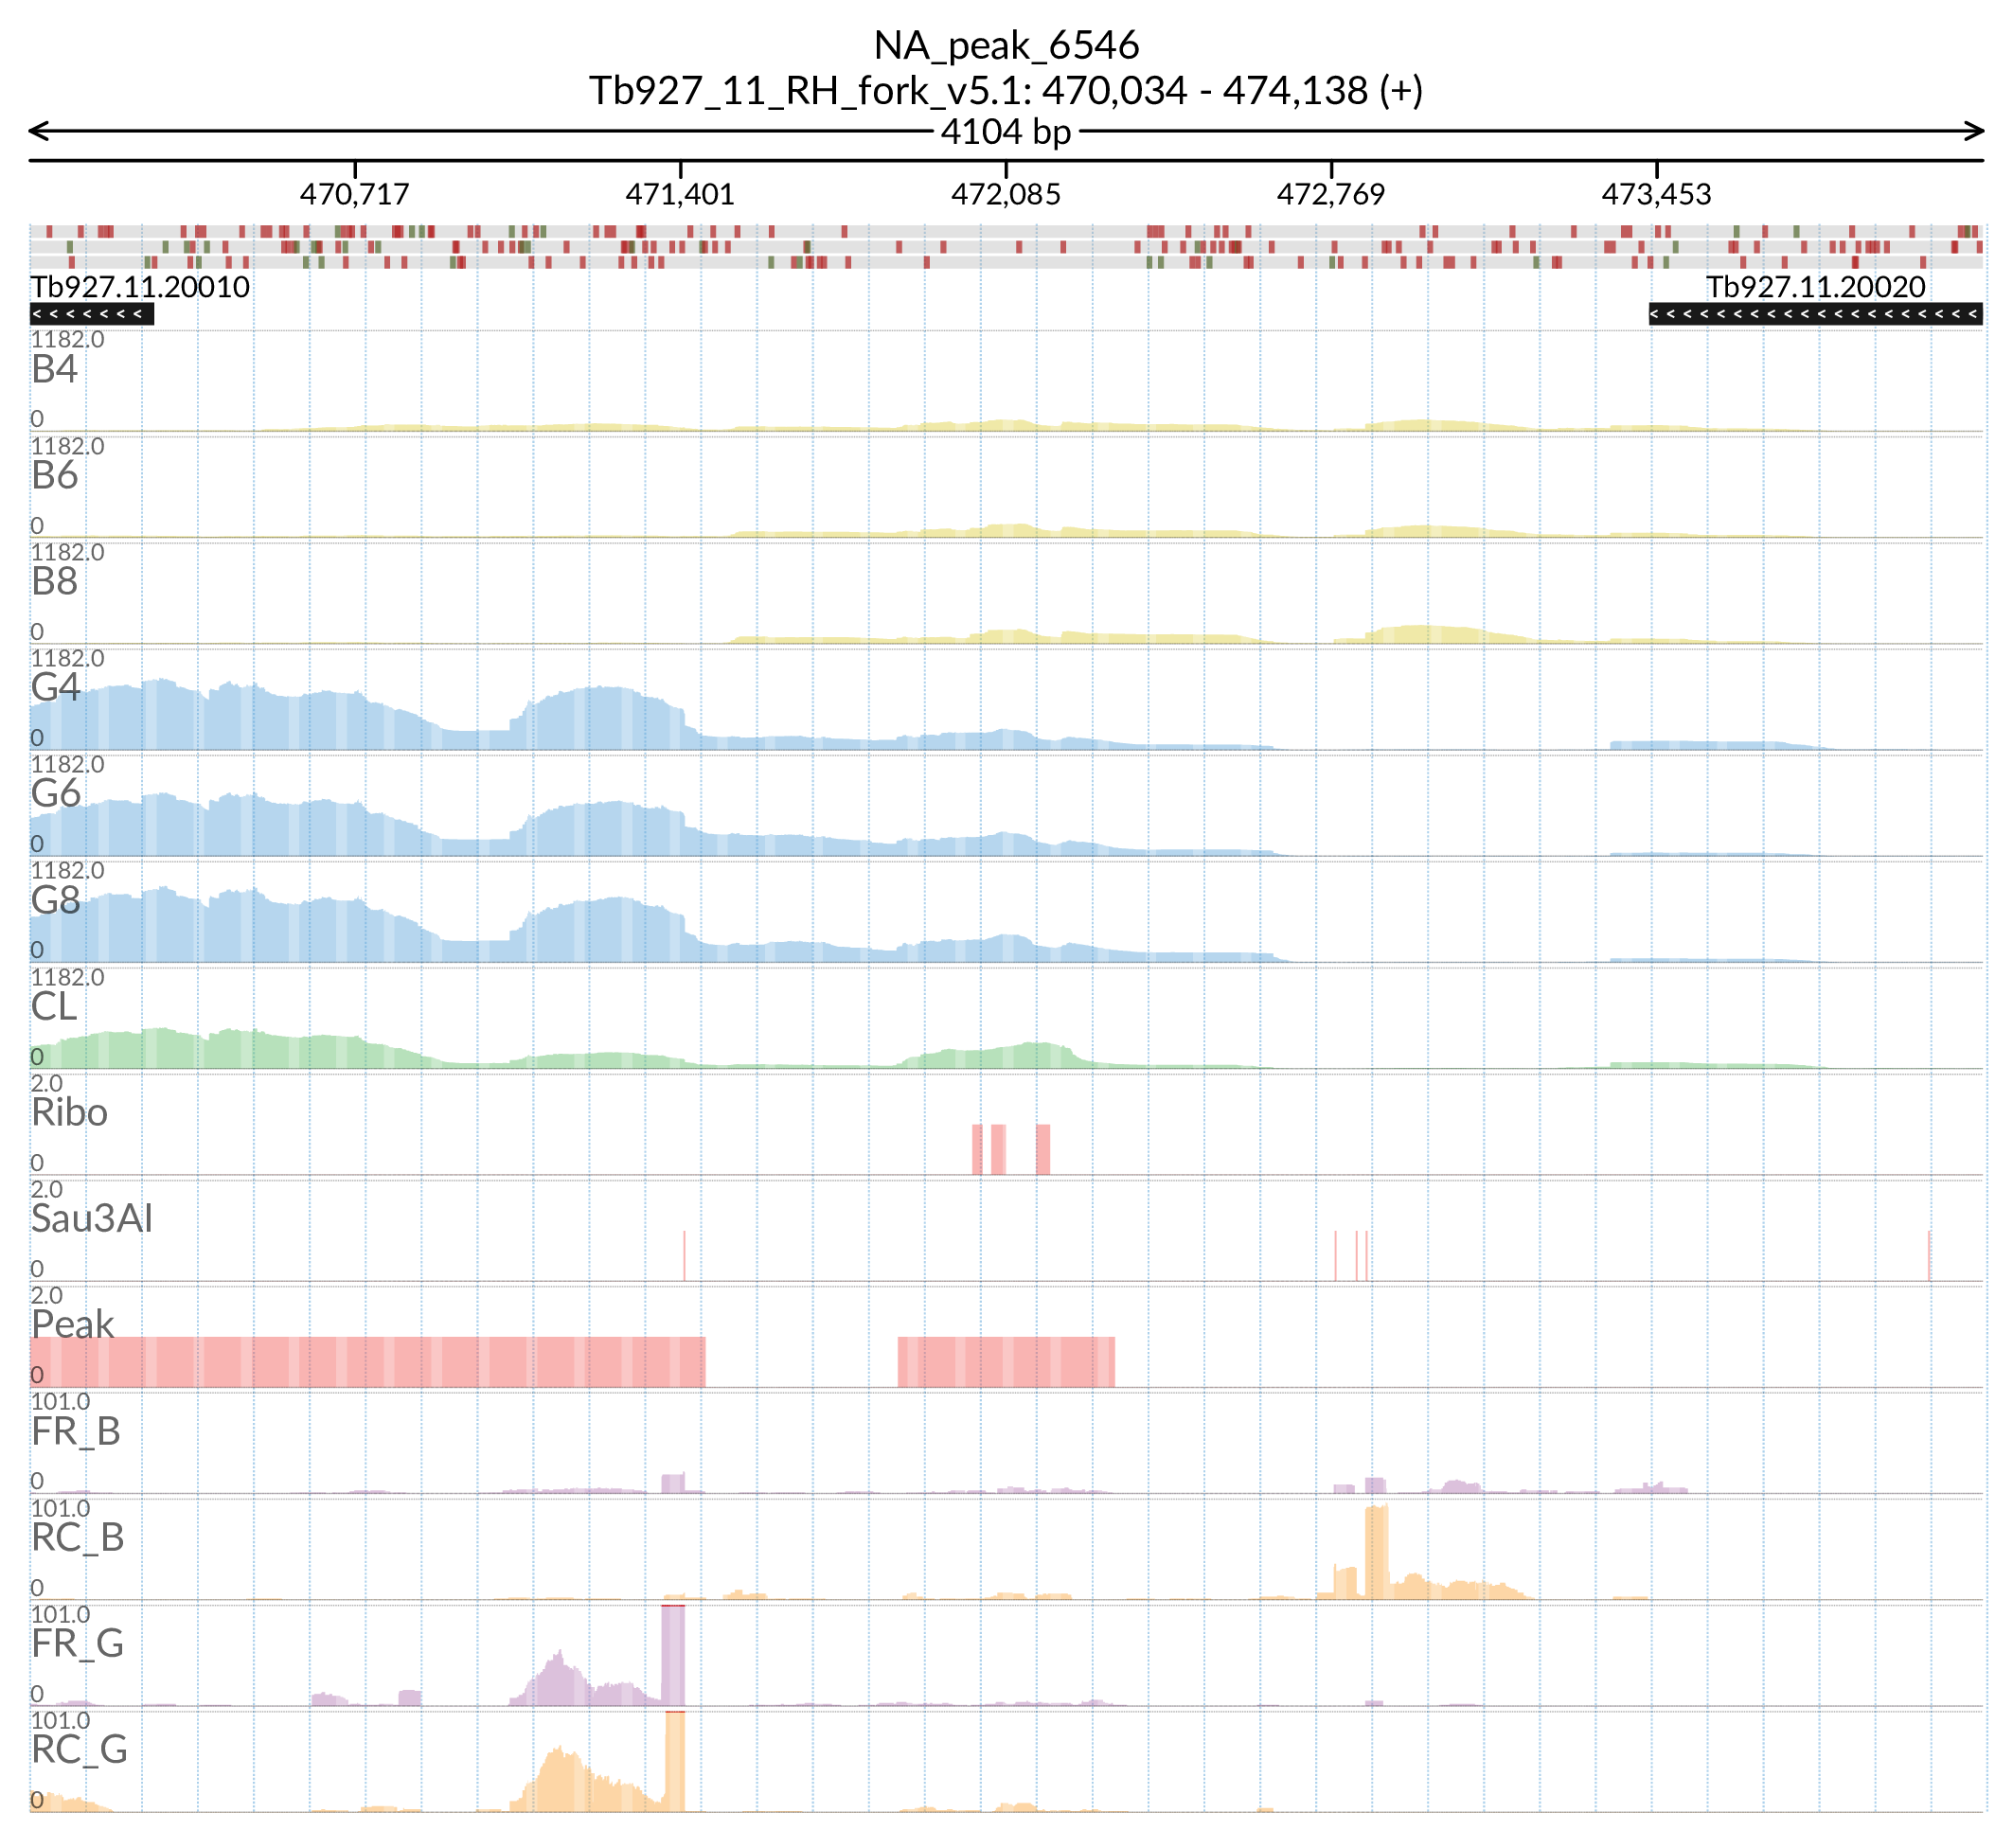 NA_peak_6546
Tb927_11_RH_fork_v5.1: 470,034 - 474,138 (+)
4104 bp
470,717 471,401 472,085 472,769 473,453
Tb927.11.20010 Tb927.11.20020
1182.0
B4
0
1182.0
B6
0
1182.0
B8
0
1182.0
G4
0
1182.0
G6
0
1182.0
G8
0
1182.0
CL
0
2.0
Ribo
0
2.0
Sau3AI
0
2.0
Peak
0
101.0
FR_B
0
101.0
RC_B
0
101.0
FR_G
0
101.0
RC_G
0